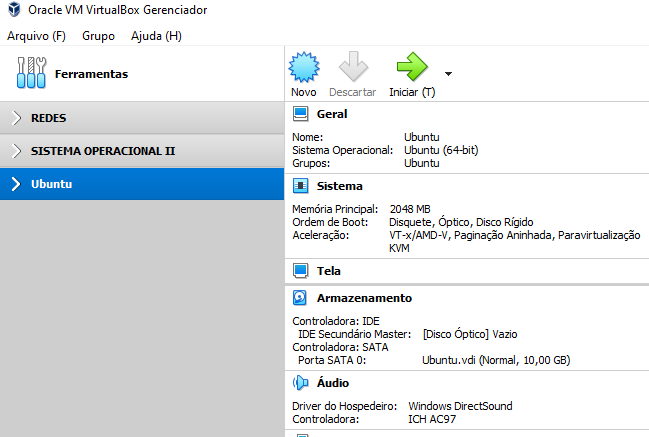 Oracle VM VirtualBox Gerenciador
Arquivo (F) Grupo Ajuda (H)
Ferramentas
Novo Descartar Iniciar (T)
REDES
SISTEMA OPERACIONAL II
Ubuntu
Geral
Nome: Ubuntu
Sistema Operacional: Ubuntu (64-bit)
Grupos: Ubuntu
Sistema
Memória Principal: 2048 MB
Ordem de Boot: Disquete, Óptico, Disco Rígido
Aceleração: VT-x/AMD-V, Paginação Aninhada, Paravirtualização
KVM
Tela
Armazenamento
Controladora: IDE
IDE Secundário Master: [Disco Óptico] Vazio
Controladora: SATA
Porta SATA 0: Ubuntu.vdi (Normal, 10,00 GB)
Áudio
Driver do Hospedeiro: Windows DirectSound
Controladora: ICH AC97